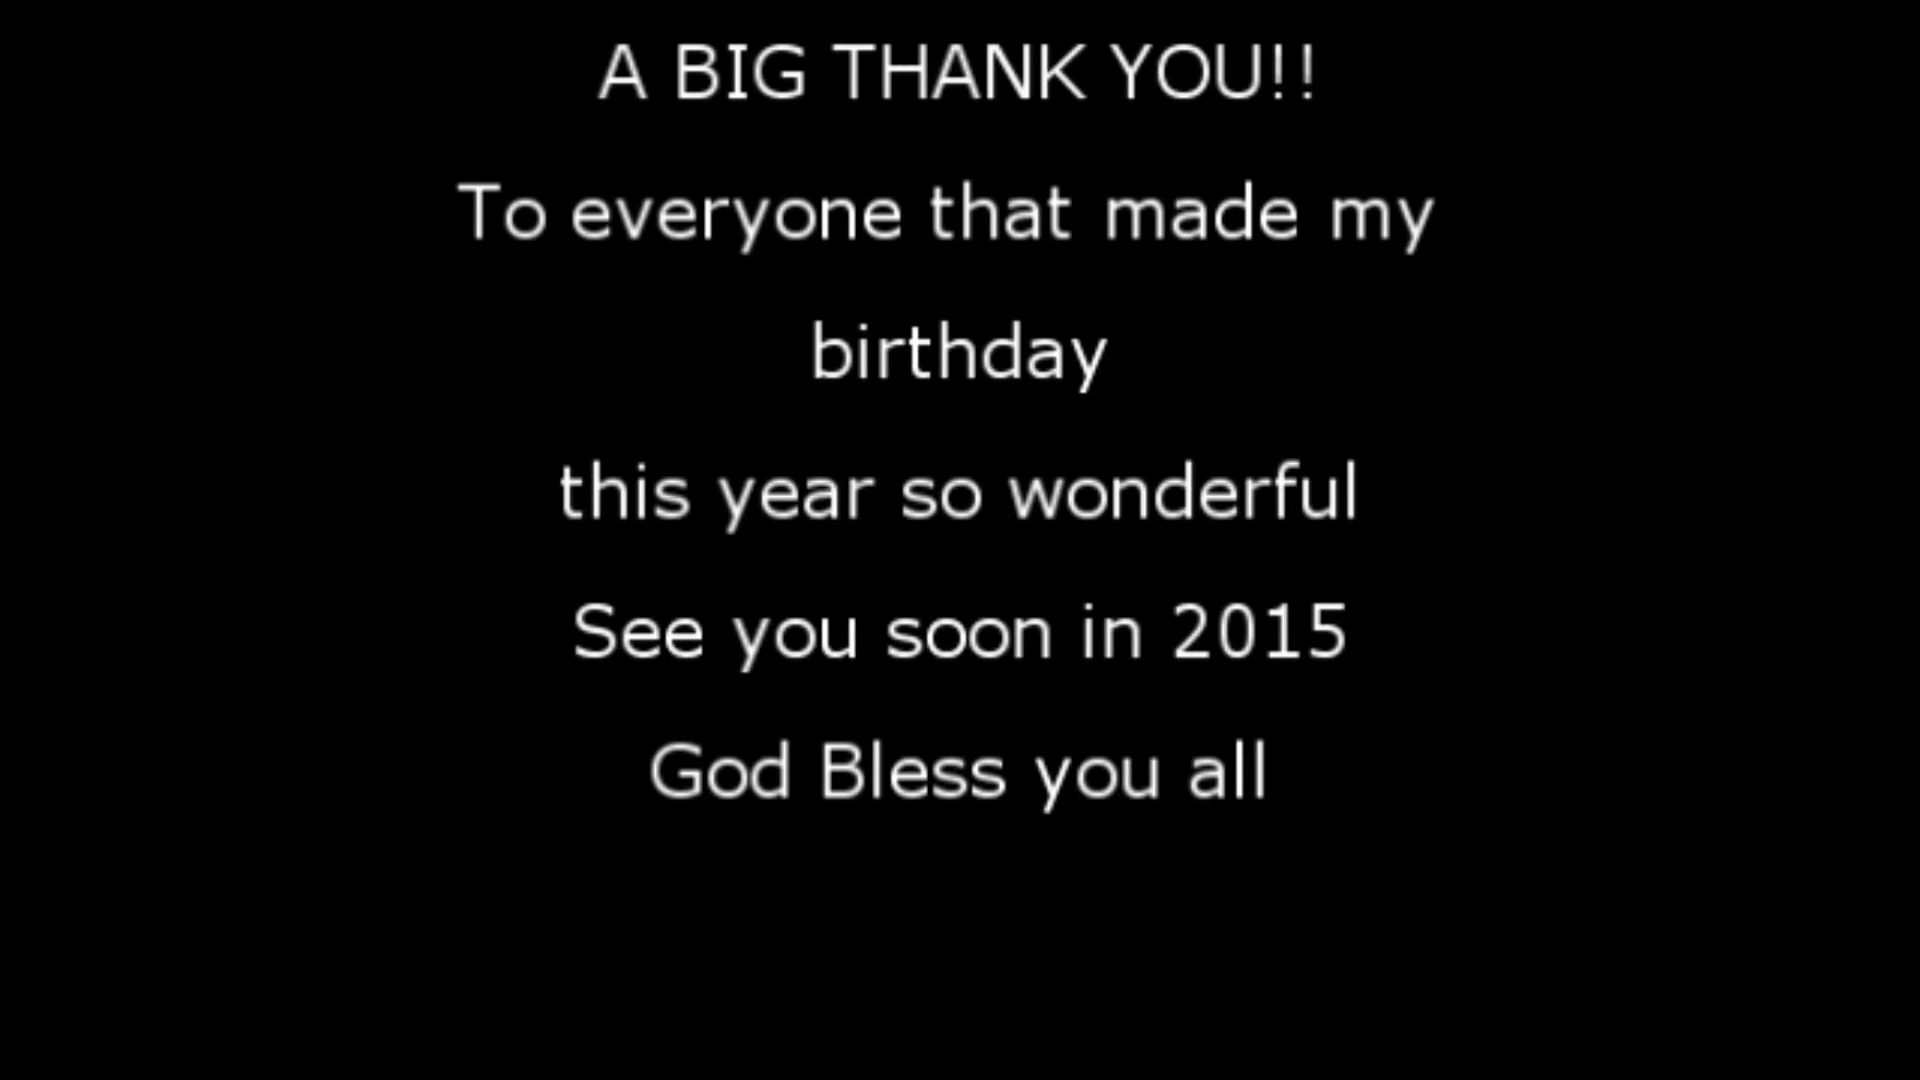 A BIG THANK YOU!!
To everyone that made my
birthday
this year so wonderful
See you soon in 2015
God Bless you all